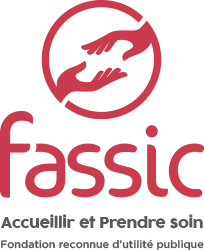 fassic
Accueillir et Prendre soin
Fondation reconnue d'utilité publique